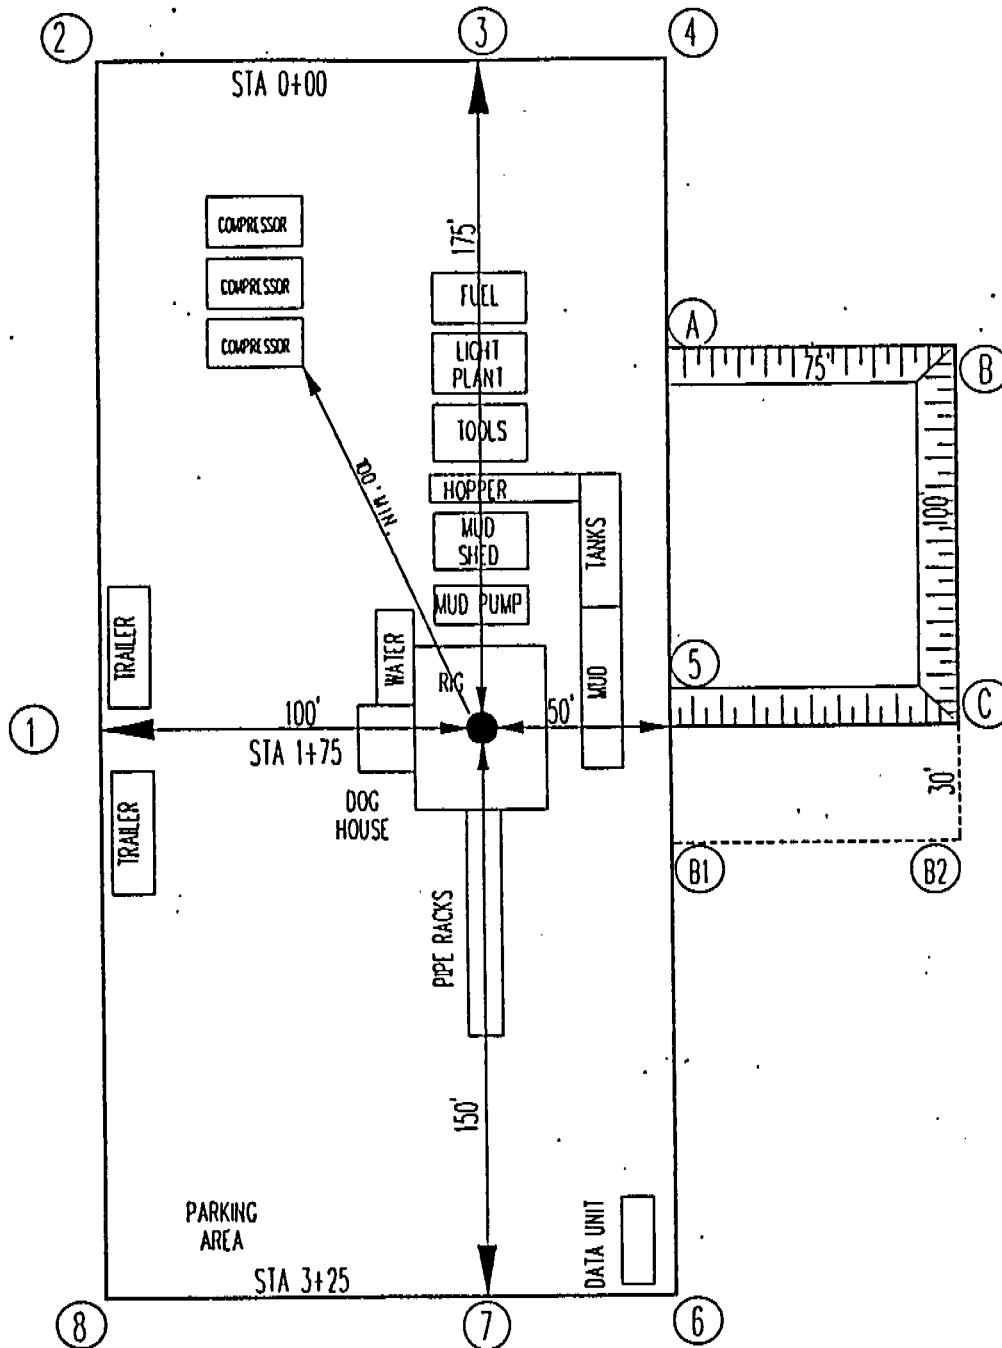 2
3
4
STA 0+00
COMPRESSOR
COMPRESSOR
COMPRESSOR
175'
FUEL
LIGHT
PLANT
TOOLS
HOPPER
MUD
SHED
MUD PUMP
TANKS
MUD
A
75'
B
100'
100' MIN.
TRAILER
WATER
RIG
5
C
1
100'
50'
STA 1+75
30'
DOG
HOUSE
TRAILER
B1
B2
PIPE RACKS
150'
PARKING
AREA
DATA UNIT
STA 3+25
8
7
6